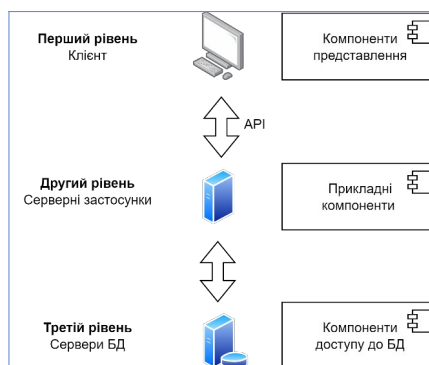 Перший рівень
Клієнт
Компоненти
представлення
API
Другий рівень
Серверні застосунки
Прикладні
компоненти
Третій рівень
Сервери БД
Компоненти
доступу до БД